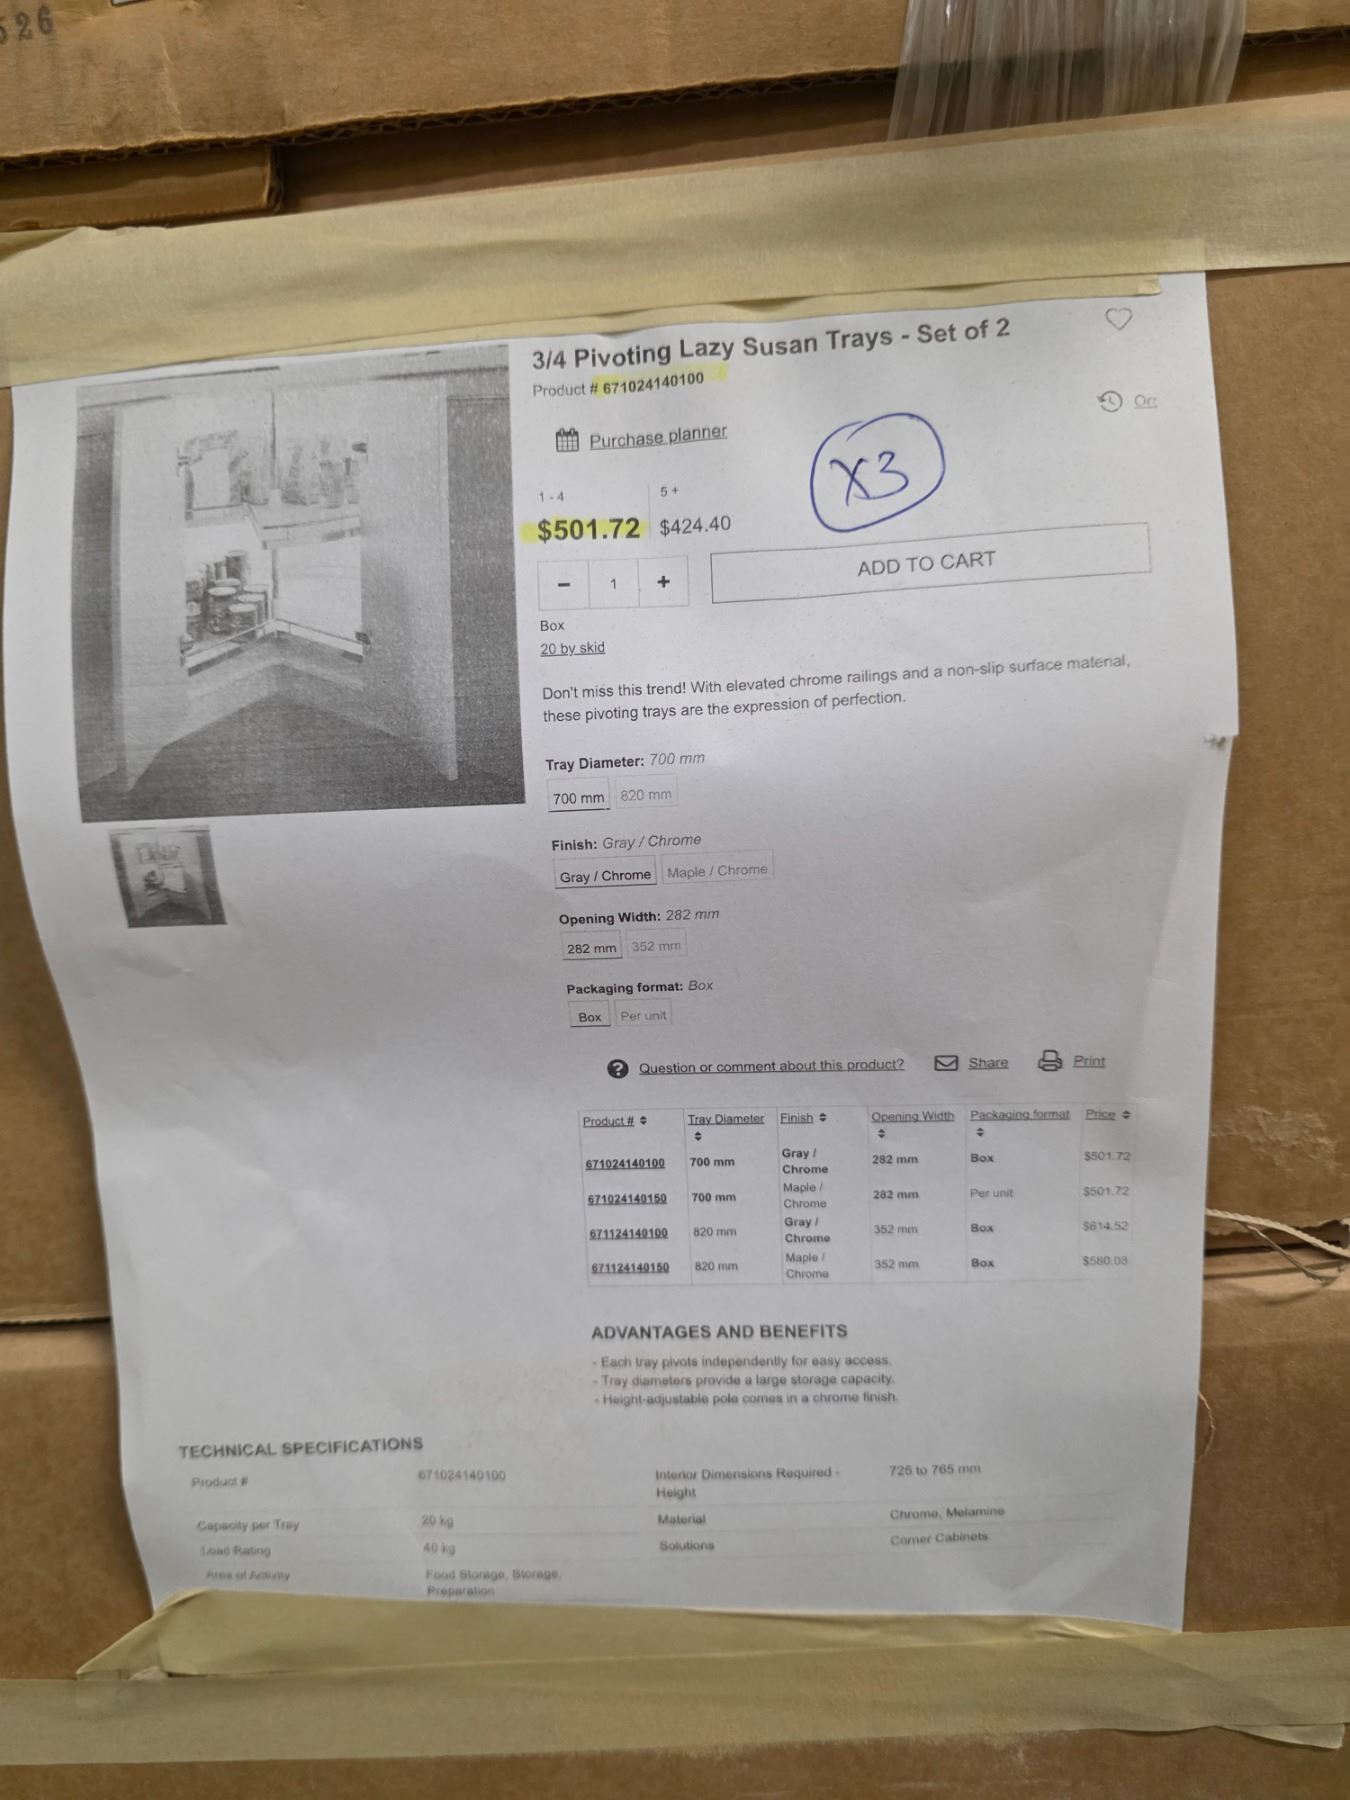 526
3/4 Pivoting Lazy Susan Trays - Set of 2
Product # 671024140100
Or
Purchase planner
X3
1 - 4 5 +
$501.72 $424.40
- 1 + ADD TO CART
Box
20 by skid
Don't miss this trend! With elevated chrome railings and a non-slip surface material,
these pivoting trays are the expression of perfection.
Tray Diameter: 700 mm
700 mm 820 mm
Finish: Gray / Chrome
Gray / Chrome Maple / Chrome
Opening Width: 282 mm
282 mm 352 mm
Packaging format: Box
Box Per unit
? Question or comment about this product? Share Print
Product # Tray Diameter Finish Opening Width Packaging format Price
671024140100 700 mm Gray / Chrome 282 mm Box $501.72
671024140150 700 mm Maple / Chrome 282 mm Per unit $501.72
671124140100 820 mm Gray / Chrome 352 mm Box $614.52
671124140150 820 mm Maple / Chrome 352 mm Box $580.03
ADVANTAGES AND BENEFITS
- Each tray pivots independently for easy access.
- Tray diameters provide a large storage capacity.
- Height-adjustable pole comes in a chrome finish.
TECHNICAL SPECIFICATIONS
Product # 671024140100 Interior Dimensions Required - 725 to 765 mm
Height
Capacity per Tray 20 kg Material Chrome, Melamine
Load Rating 40 kg Solutions Corner Cabinets
Area of Activity Food Storage, Storage,
Preparation